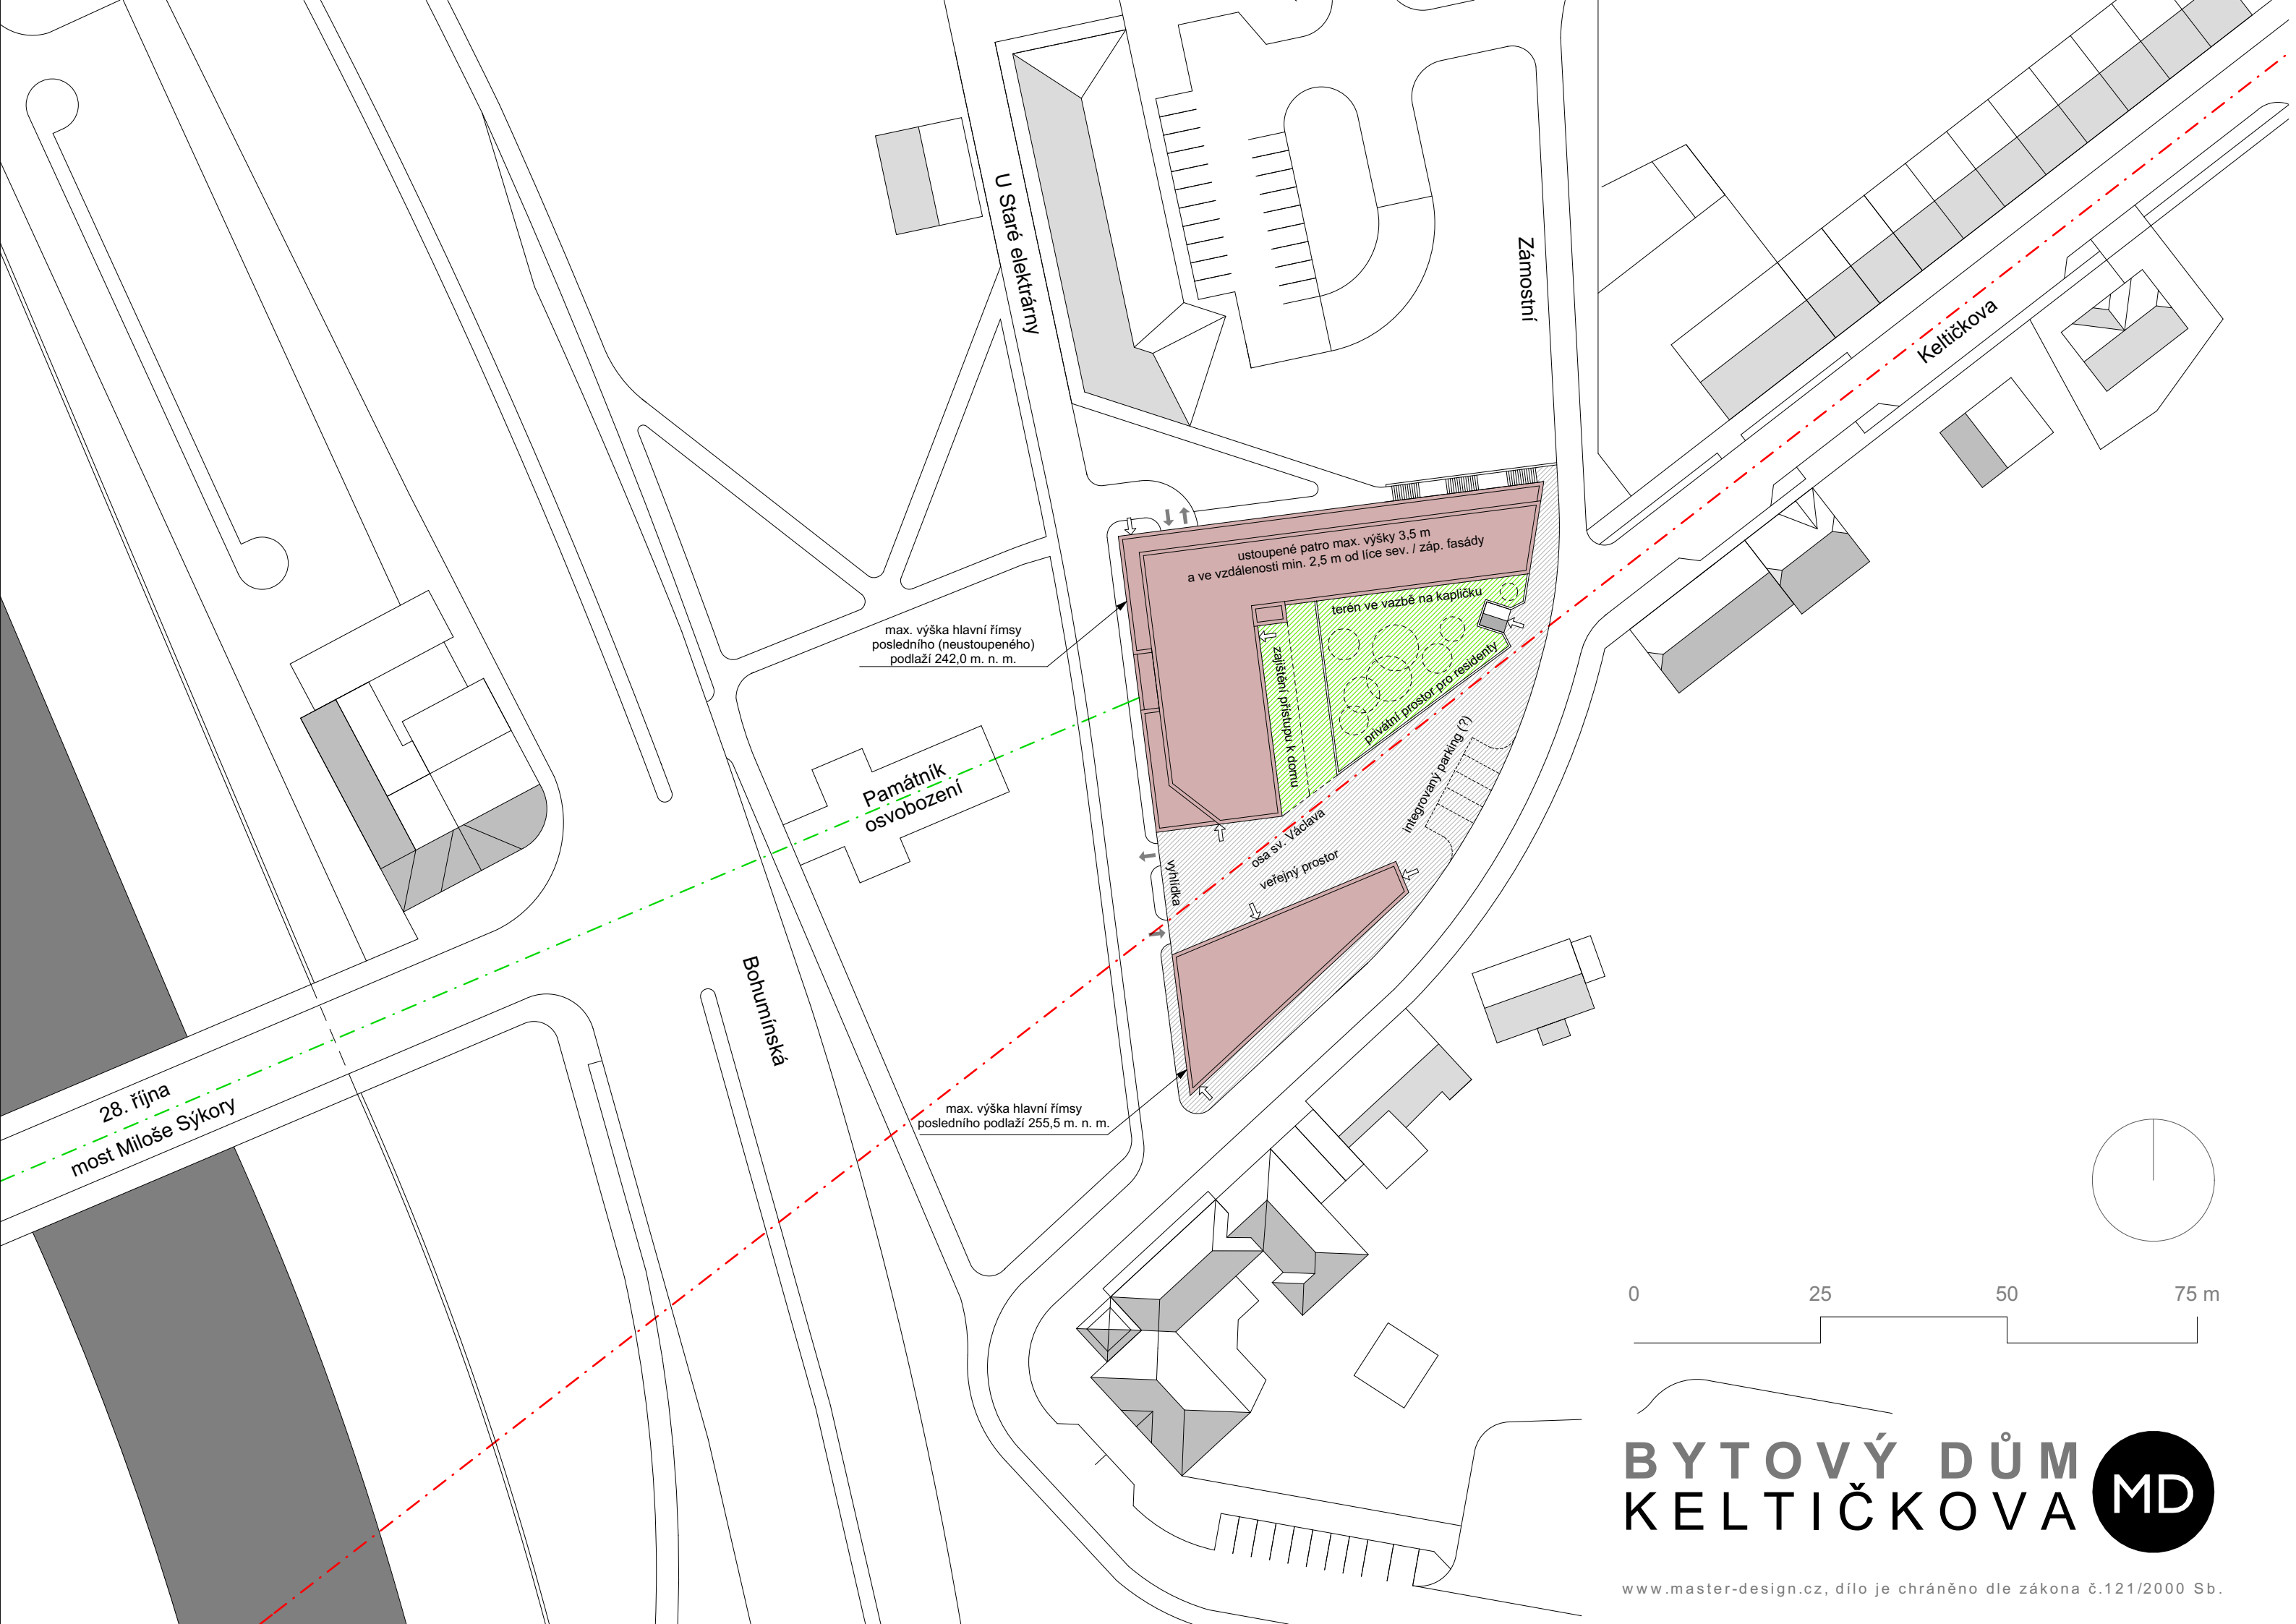 U Staré elektrárny
Zámostní
Keltičkova
ustoupené patro max. výšky 3,5 m
a ve vzdálenosti min. 2,5 m od líce sev. / záp. fasády
terén ve vazbě na kapličku
max. výška hlavní římsy
posledního (neustoupeného)
podlaží 242,0 m. n. m.
zajištění přístupu k domu
privátní prostor pro residenty
integrovaný parking (?)
Památník
osvobození
osa sv. Václava
veřejný prostor
vyhlídka
Bohumínská
28. října
most Miloše Sýkory
max. výška hlavní římsy
posledního podlaží 255,5 m. n. m.
0 25 50 75 m
BYTOVÝ DŮM
KELTIČKOVA
MD
www.master-design.cz, dílo je chráněno dle zákona č.121/2000 Sb.